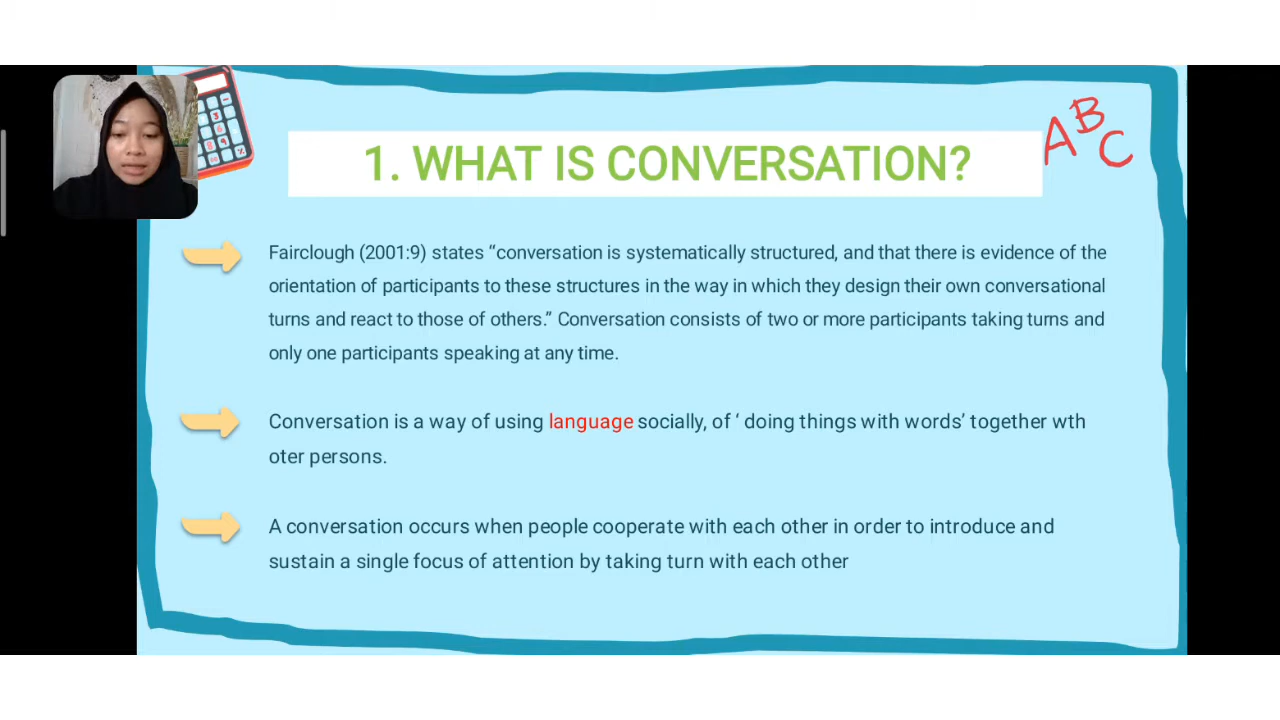 1. WHAT IS CONVERSATION?
A B C
Fairclough (2001:9) states “conversation is systematically structured, and that there is evidence of the
orientation of participants to these structures in the way in which they design their own conversational
turns and react to those of others.” Conversation consists of two or more participants taking turns and
only one participants speaking at any time.
Conversation is a way of using language socially, of ‘ doing things with words’ together wth
oter persons.
A conversation occurs when people cooperate with each other in order to introduce and
sustain a single focus of attention by taking turn with each other